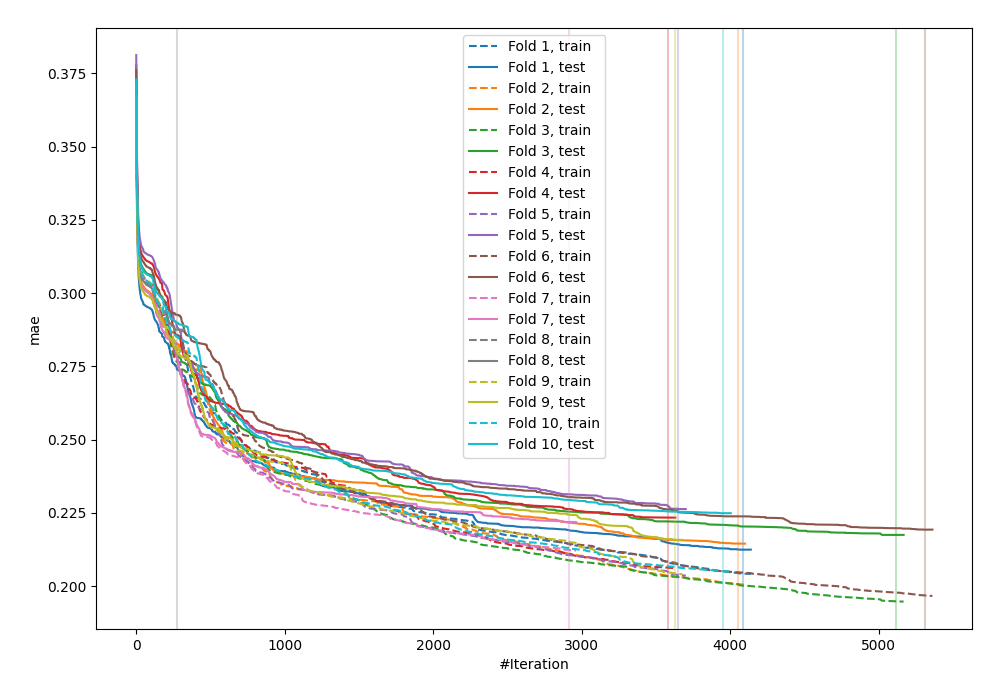 0.375
0.350
0.325
0.300
0.275
0.250
0.225
0.200
mae
0
1000
2000
3000
4000
5000
#Iteration
Fold 1, train
Fold 1, test
Fold 2, train
Fold 2, test
Fold 3, train
Fold 3, test
Fold 4, train
Fold 4, test
Fold 5, train
Fold 5, test
Fold 6, train
Fold 6, test
Fold 7, train
Fold 7, test
Fold 8, train
Fold 8, test
Fold 9, train
Fold 9, test
Fold 10, train
Fold 10, test